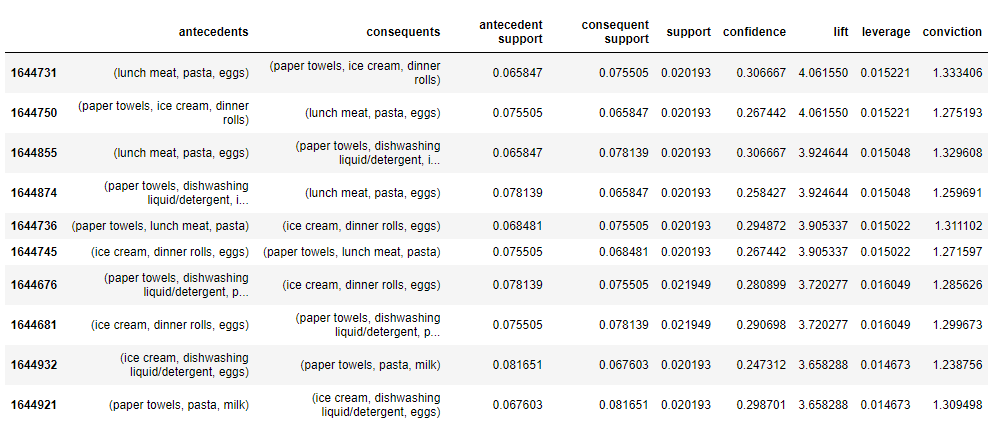 antecedents consequents antecedent support consequent support support confidence lift leverage conviction
1644731 (lunch meat, pasta, eggs) (paper towels, ice cream, dinner rolls) 0.065847 0.075505 0.020193 0.306667 4.061550 0.015221 1.333406
1644750 (paper towels, ice cream, dinner rolls) (lunch meat, pasta, eggs) 0.075505 0.065847 0.020193 0.267442 4.061550 0.015221 1.275193
1644855 (lunch meat, pasta, eggs) (paper towels, dishwashing liquid/detergent, i... 0.065847 0.078139 0.020193 0.306667 3.924644 0.015048 1.329608
1644874 (paper towels, dishwashing liquid/detergent, i... (lunch meat, pasta, eggs) 0.078139 0.065847 0.020193 0.258427 3.924644 0.015048 1.259691
1644736 (paper towels, lunch meat, pasta) (ice cream, dinner rolls, eggs) 0.068481 0.075505 0.020193 0.294872 3.905337 0.015022 1.311102
1644745 (ice cream, dinner rolls, eggs) (paper towels, lunch meat, pasta) 0.075505 0.068481 0.020193 0.267442 3.905337 0.015022 1.271597
1644676 (paper towels, dishwashing liquid/detergent, p... (ice cream, dinner rolls, eggs) 0.078139 0.075505 0.021949 0.280899 3.720277 0.016049 1.285626
1644681 (ice cream, dinner rolls, eggs) (paper towels, dishwashing liquid/detergent, p... 0.075505 0.078139 0.021949 0.290698 3.720277 0.016049 1.299673
1644932 (ice cream, dishwashing liquid/detergent, eggs) (paper towels, pasta, milk) 0.081651 0.067603 0.020193 0.247312 3.658288 0.014673 1.238756
1644921 (paper towels, pasta, milk) (ice cream, dishwashing liquid/detergent, eggs) 0.067603 0.081651 0.020193 0.298701 3.658288 0.014673 1.309498